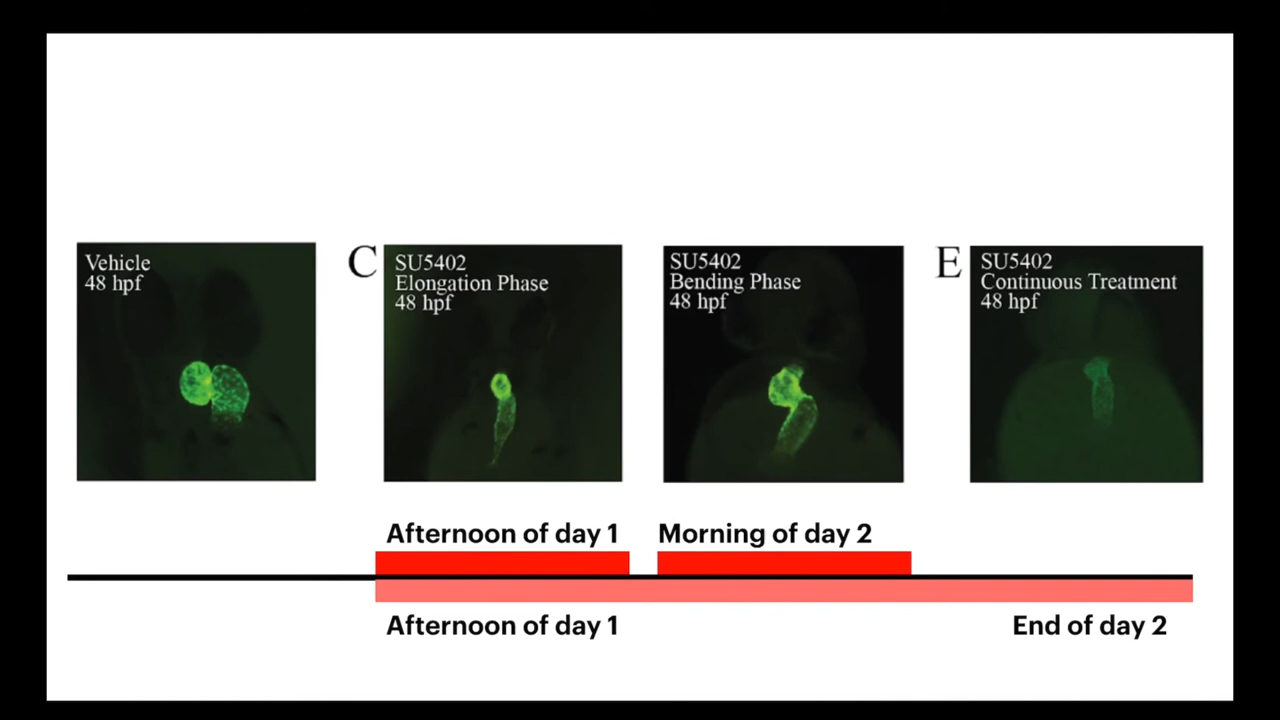 Vehicle
48 hpf
C
SU5402
Elongation Phase
48 hpf
SU5402
Bending Phase
48 hpf
E
SU5402
Continuous Treatment
48 hpf
Afternoon of day 1
Morning of day 2
Afternoon of day 1
End of day 2